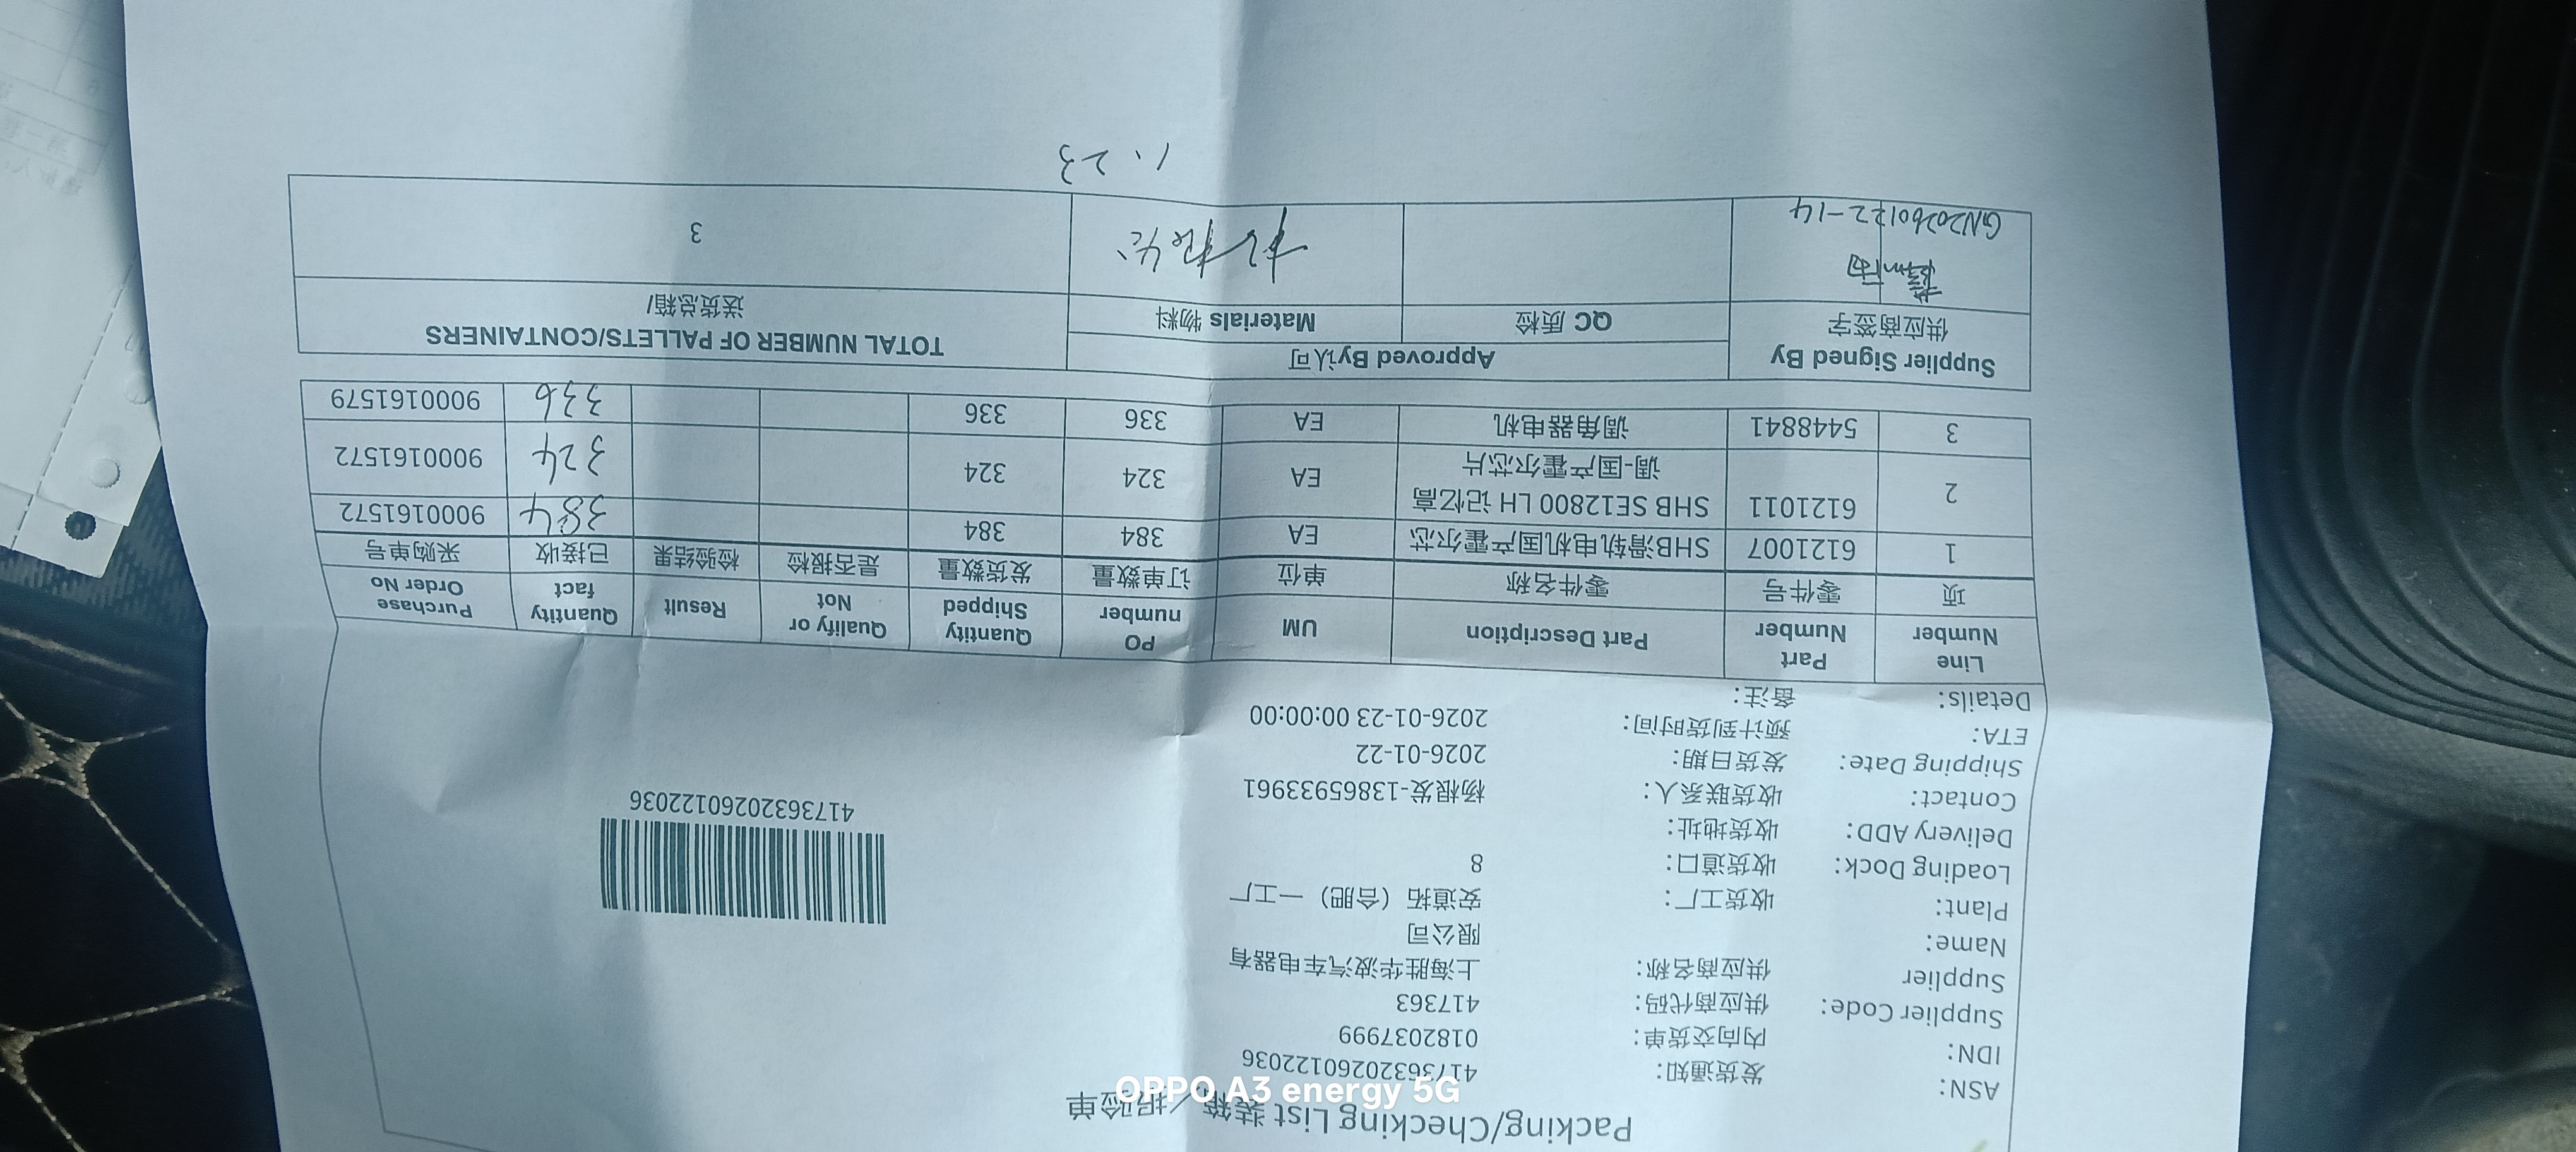 Packing/Checking List 装箱／报验单
ASN: 发货通知: 41736320260122036
IDN: 内向交货单: 0182037999
Supplier Code: 供应商代码: 417363
Supplier Name: 供应商名称: 上海胜华波汽车电器有
限公司
Plant: 收货工厂: 安道拓（合肥）一工厂
Loading Dock: 收货道口: 8
Delivery ADD: 收货地址:
Contact: 收货联系人: 杨根发-13865933961
Shipping Date: 发货日期: 2026-01-22
ETA: 预计到货时间: 2026-01-23 00:00:00
Details: 备注:
41736320260122036
Line Number Part Number Part Description UM PO number Quantity Shipped Qualify or Not Result Quantity fact Purchase Order No
项 零件号 零件名称 单位 订单数量 发货数量 是否报检 检验结果 已接收 采购单号
1 6121007 SHB滑轨电机国产霍尔芯 EA 384 384 384 9000161572
2 6121011 SHB SE12800 LH 记忆高 EA 324 324 324 9000161572
调-国产霍尔芯片
3 5448841 调角器电机 EA 336 336 336 9000161579
Supplier Signed By Approved By认可 TOTAL NUMBER OF PALLETS/CONTAINERS
供应商签字 QC 质检 Materials 物料 送货总箱/
GN20260122-14 3
1.23
OPPO A3 energy 5G